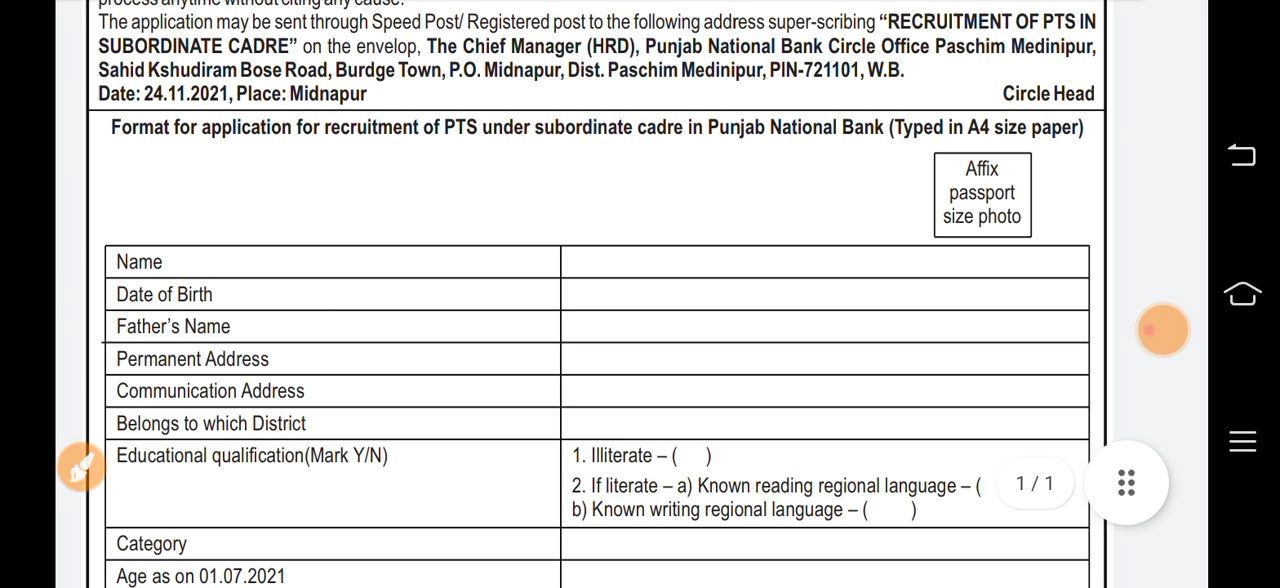 process anytime without citing any cause.
The application may be sent through Speed Post/ Registered post to the following address super-scribing “RECRUITMENT OF PTS IN
SUBORDINATE CADRE” on the envelop, The Chief Manager (HRD), Punjab National Bank Circle Office Paschim Medinipur,
Sahid Kshudiram Bose Road, Burdge Town, P.O. Midnapur, Dist. Paschim Medinipur, PIN-721101, W.B.
Date: 24.11.2021, Place: Midnapur Circle Head
Format for application for recruitment of PTS under subordinate cadre in Punjab National Bank (Typed in A4 size paper)
Affix
passport
size photo
Name
Date of Birth
Father’s Name
Permanent Address
Communication Address
Belongs to which District
Educational qualification(Mark Y/N) 1. Illiterate – ( )
2. If literate – a) Known reading regional language – (
b) Known writing regional language – ( )
1 / 1
Category
Age as on 01.07.2021